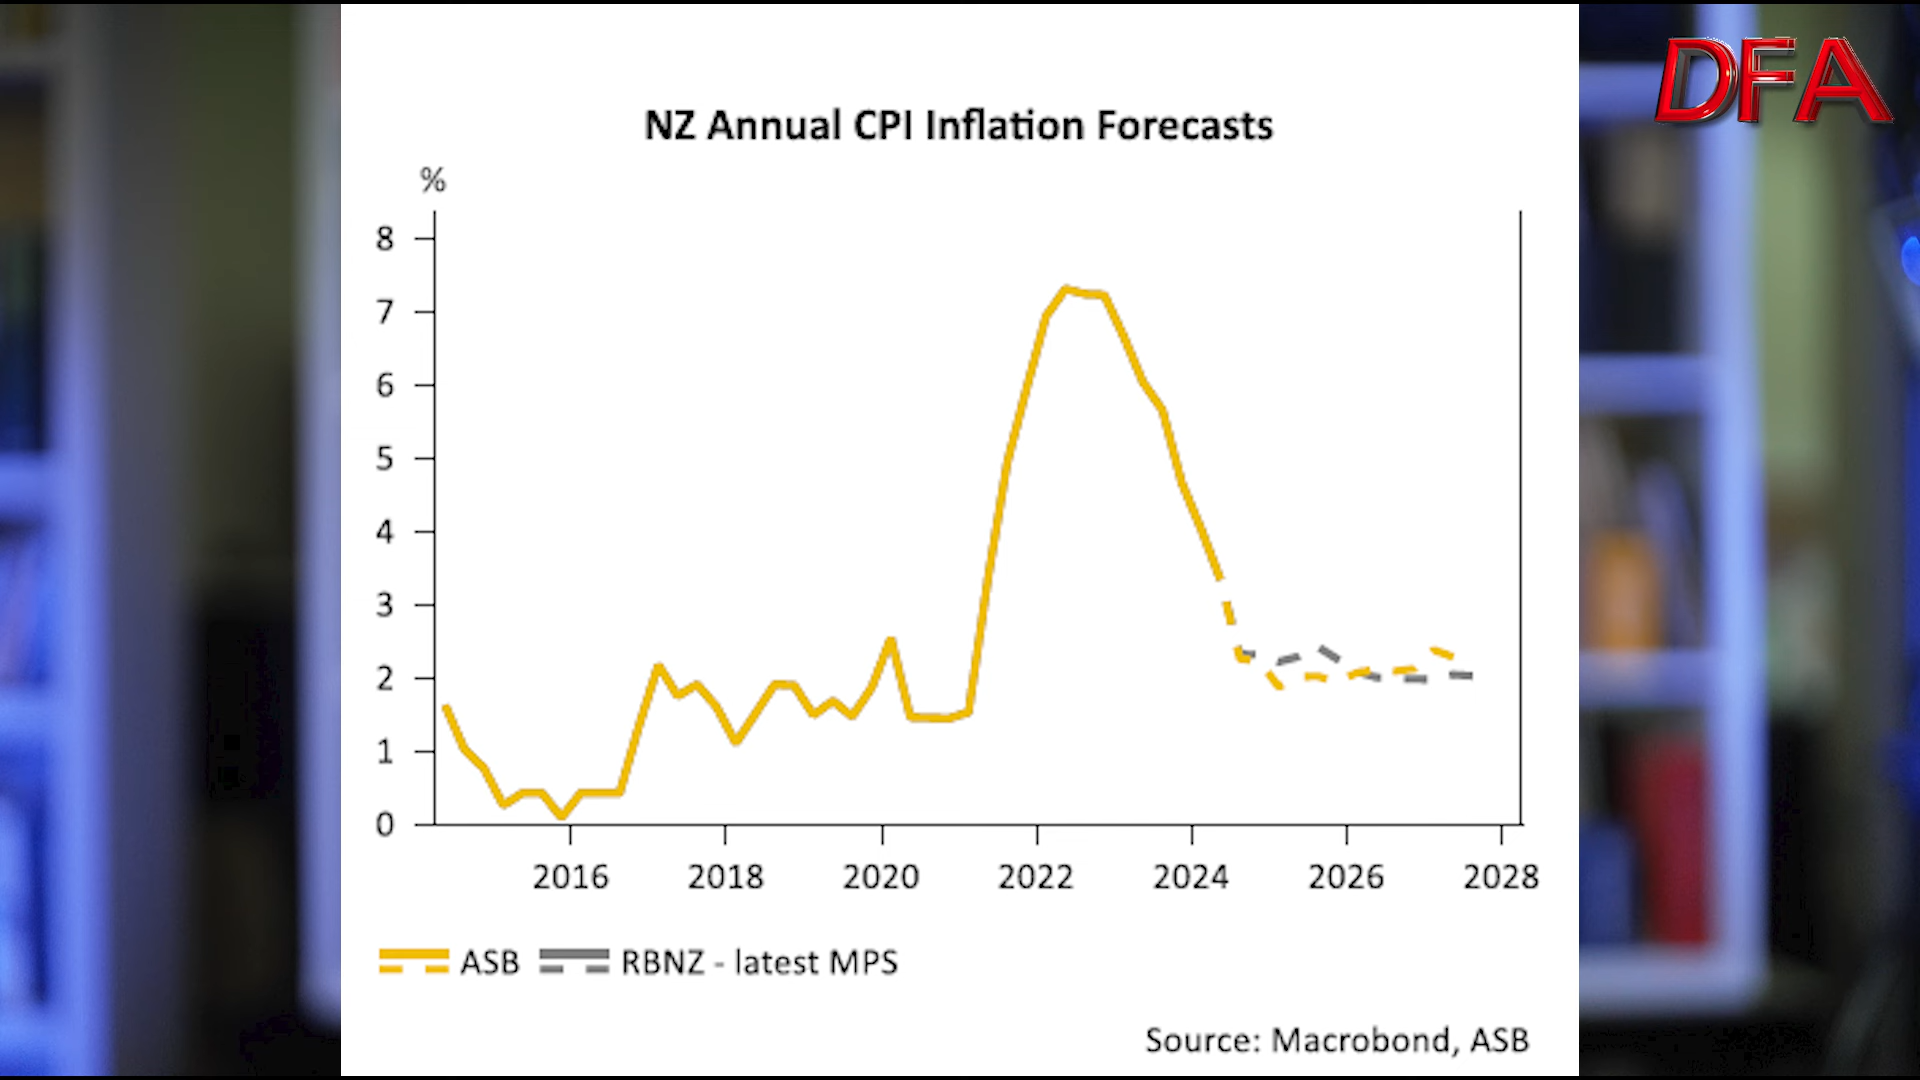 DFA
NZ Annual CPI Inflation Forecasts
%
8
7
6
5
4
3
2
1
0
2016 2018 2020 2022 2024 2026 2028
ASB RBNZ - latest MPS
Source: Macrobond, ASB